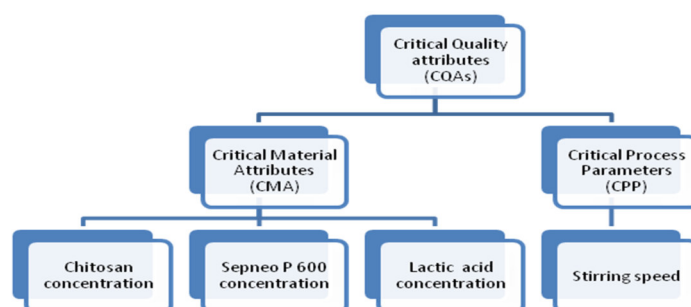 Critical Quality
attributes
(CQAs)
Critical Material
Attributes
(CMA)
Critical Process
Parameters
(CPP)
Chitosan
concentration
Sepneo P 600
concentration
Lactic acid
concentration
Stirring speed